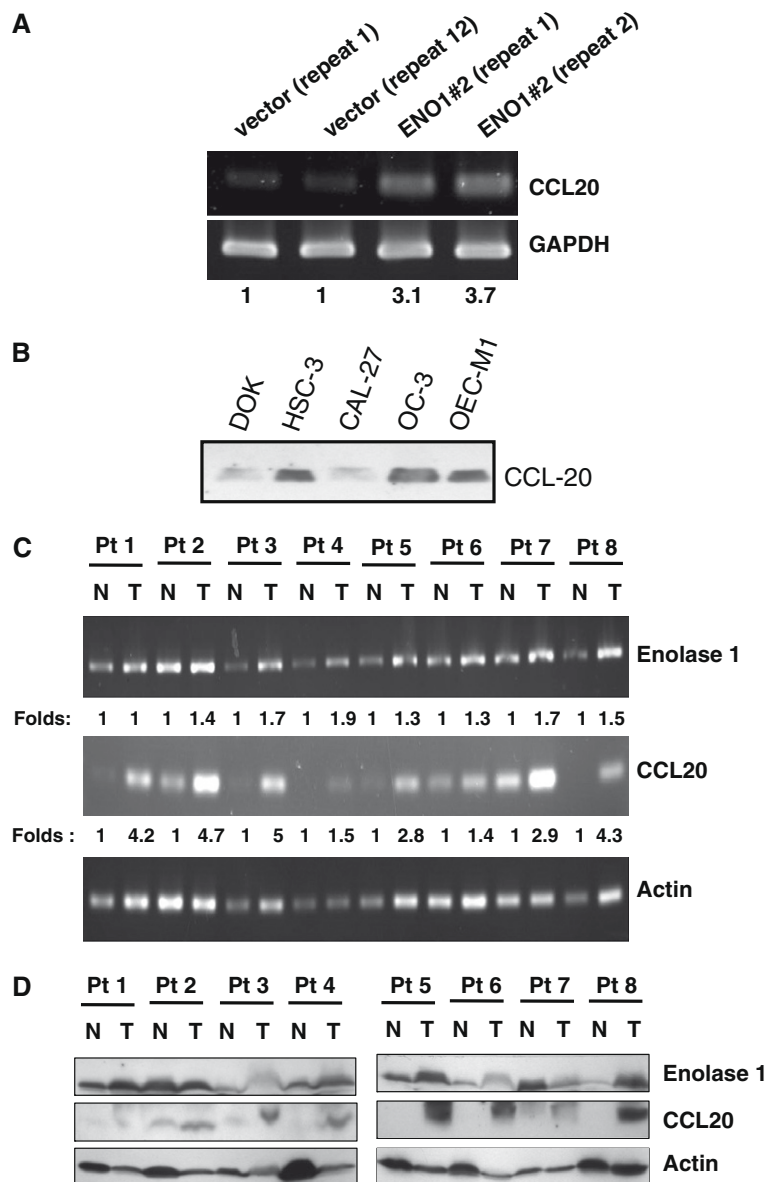 A
vector (repeat 1)
vector (repeat 12)
ENO1#2 (repeat 1)
ENO1#2 (repeat 2)
CCL20
GAPDH
1 1 3.1 3.7
B
DOK
HSC-3
CAL-27
OC-3
OEC-M1
CCL-20
C
Pt 1 Pt 2 Pt 3 Pt 4 Pt 5 Pt 6 Pt 7 Pt 8
N T N T N T N T N T N T N T N T
Enolase 1
Folds: 1 1 1 1.4 1 1.7 1 1.9 1 1.3 1 1.3 1 1.7 1 1.5
CCL20
Folds : 1 4.2 1 4.7 1 5 1 1.5 1 2.8 1 1.4 1 2.9 1 4.3
Actin
D
Pt 1 Pt 2 Pt 3 Pt 4 Pt 5 Pt 6 Pt 7 Pt 8
N T N T N T N T N T N T N T N T
Enolase 1
CCL20
Actin